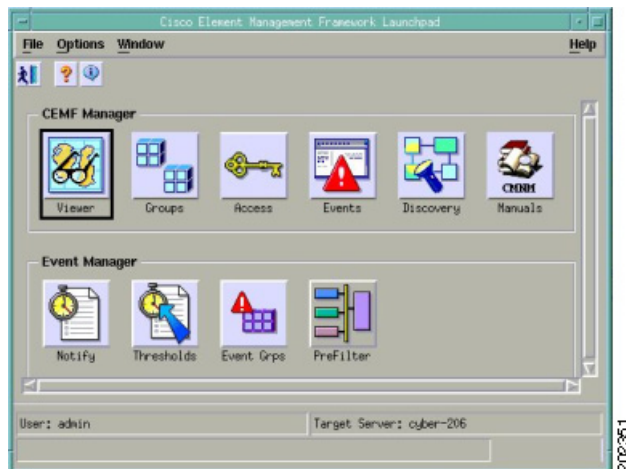 Cisco Element Management Framework Launchpad
File Options Window Help
CEMF Manager
CMNM
Viewer Groups Access Events Discovery Manuals
Event Manager
Notify Thresholds Event Grps PreFilter
User: admin Target Server: cyber-206
202351